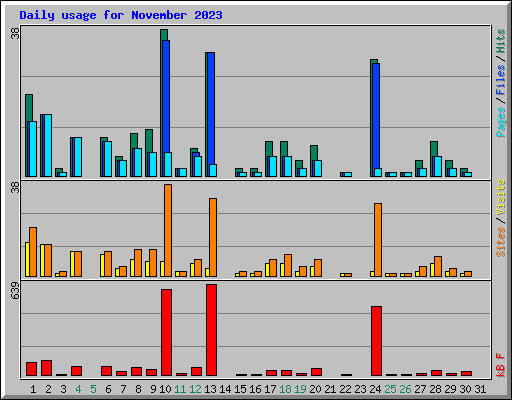 Daily usage for November 2023
38
38
639
Pages / Files / Hits
Sites / Visits
kB F
1 2 3 4 5 6 7 8 9 10 11 12 13 14 15 16 17 18 19 20 21 22 23 24 25 26 27 28 29 30 31